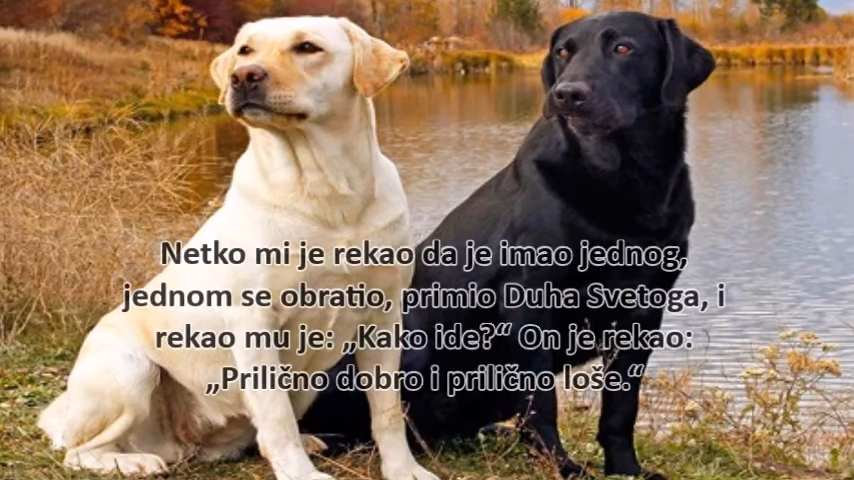 Netko mi je rekao da je imao jednog,
jednom se obratio, primio Duha Svetoga, i
rekao mu je: „Kako ide?“ On je rekao:
„Prilično dobro i prilično loše.“